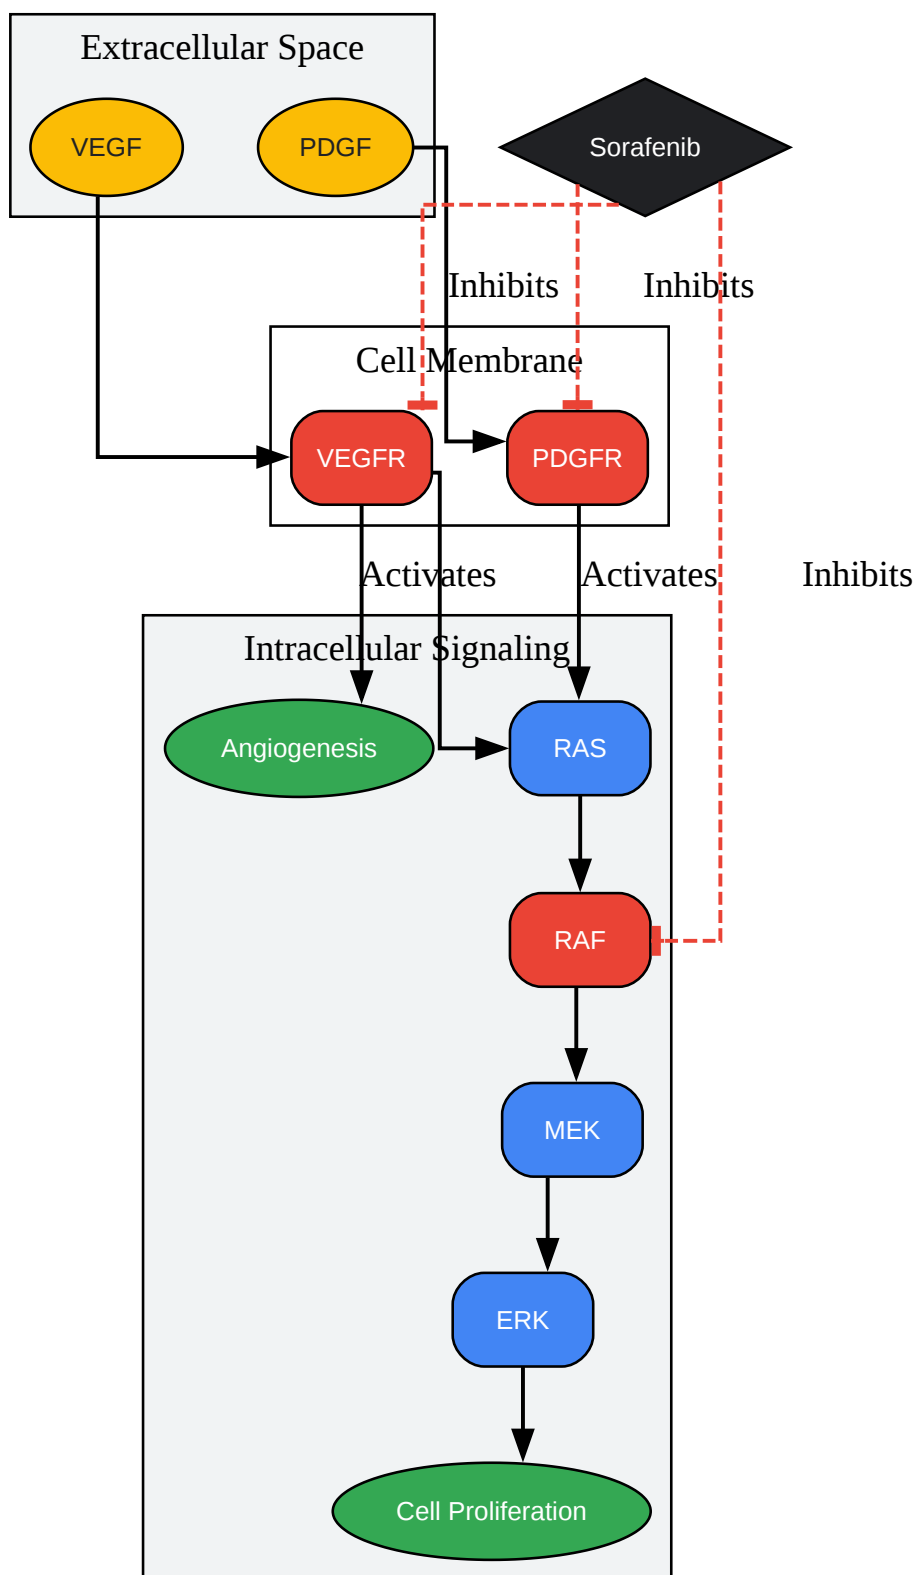 Extracellular Space
VEGF
PDGF
Sorafenib
Inhibits
Inhibits
Cell Membrane
VEGFR
PDGFR
Activates
Activates
Inhibits
Intracellular Signaling
Angiogenesis
RAS
RAF
MEK
ERK
Cell Proliferation